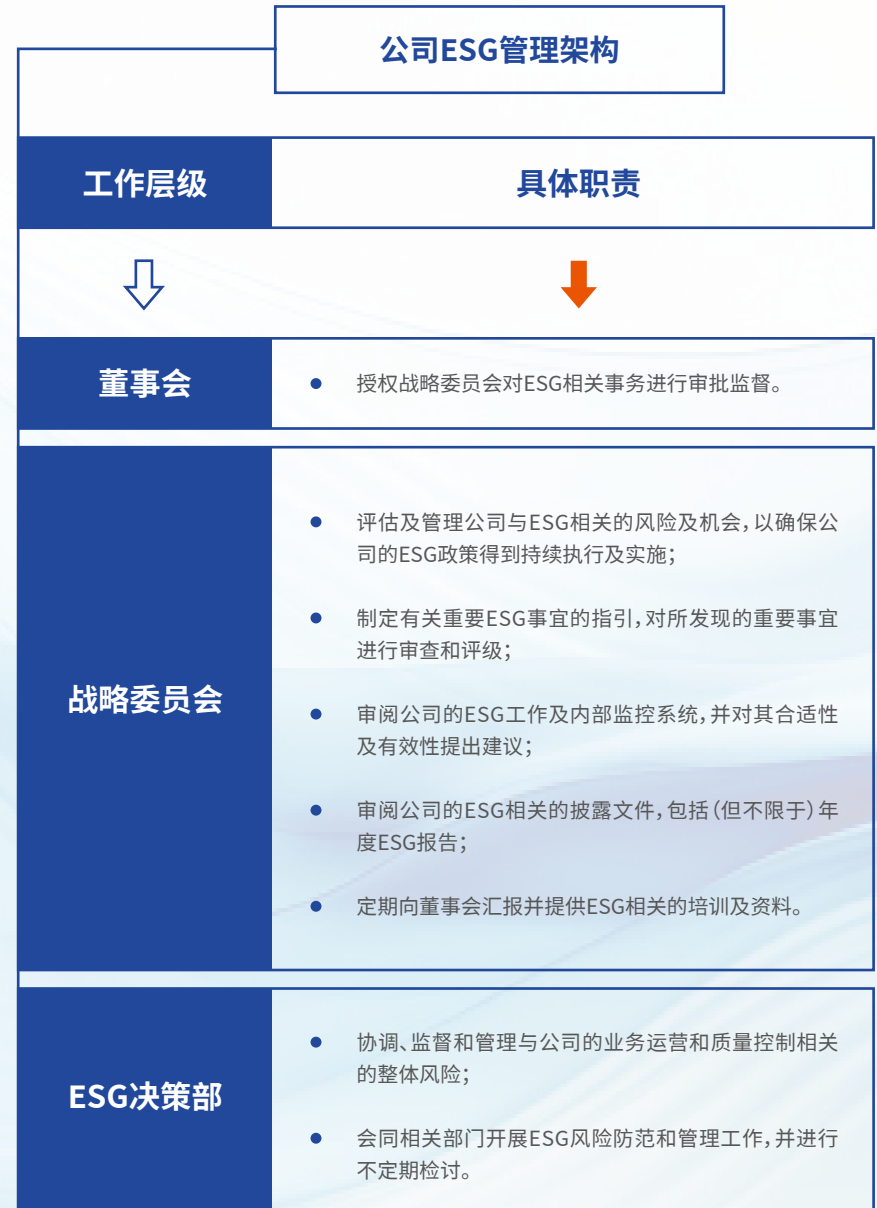 公司ESG管理架构
工作层级
具体职责
董事会
● 授权战略委员会对ESG相关事务进行审批监督。
战略委员会
● 评估及管理公司与ESG相关的风险及机会,以确保公
司的ESG政策得到持续执行及实施;
● 制定有关重要ESG事宜的指引,对所发现的重要事宜
进行审查和评级;
● 审阅公司的ESG工作及内部监控系统,并对其合适性
及有效性提出建议;
● 审阅公司的ESG相关的披露文件,包括(但不限于)年
度ESG报告;
● 定期向董事会汇报并提供ESG相关的培训及资料。
ESG决策部
● 协调、监督和管理与公司的业务运营和质量控制相关
的整体风险;
● 会同相关部门开展ESG风险防范和管理工作,并进行
不定期检讨。